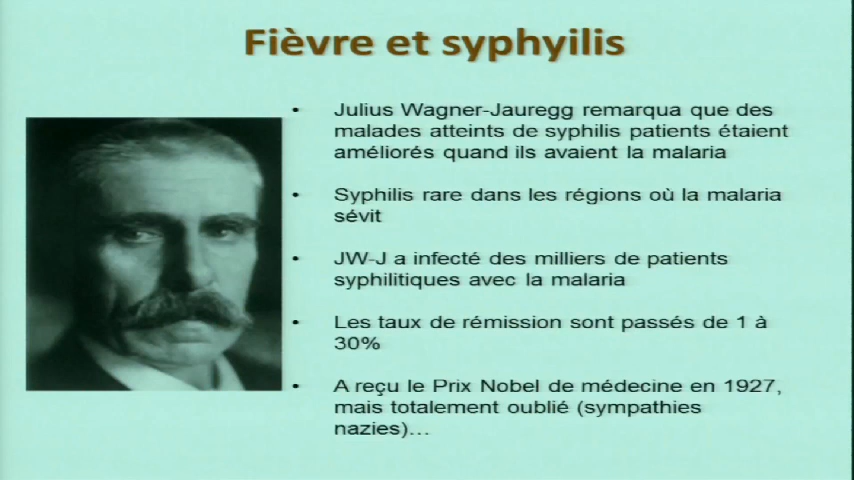 Fièvre et syphyilis
• Julius Wagner-Jauregg remarqua que des
malades atteints de syphilis patients étaient
améliorés quand ils avaient la malaria
• Syphilis rare dans les régions où la malaria
sévit
• JW-J a infecté des milliers de patients
syphilitiques avec la malaria
• Les taux de rémission sont passés de 1 à
30%
• A reçu le Prix Nobel de médecine en 1927,
mais totalement oublié (sympathies
nazies)...